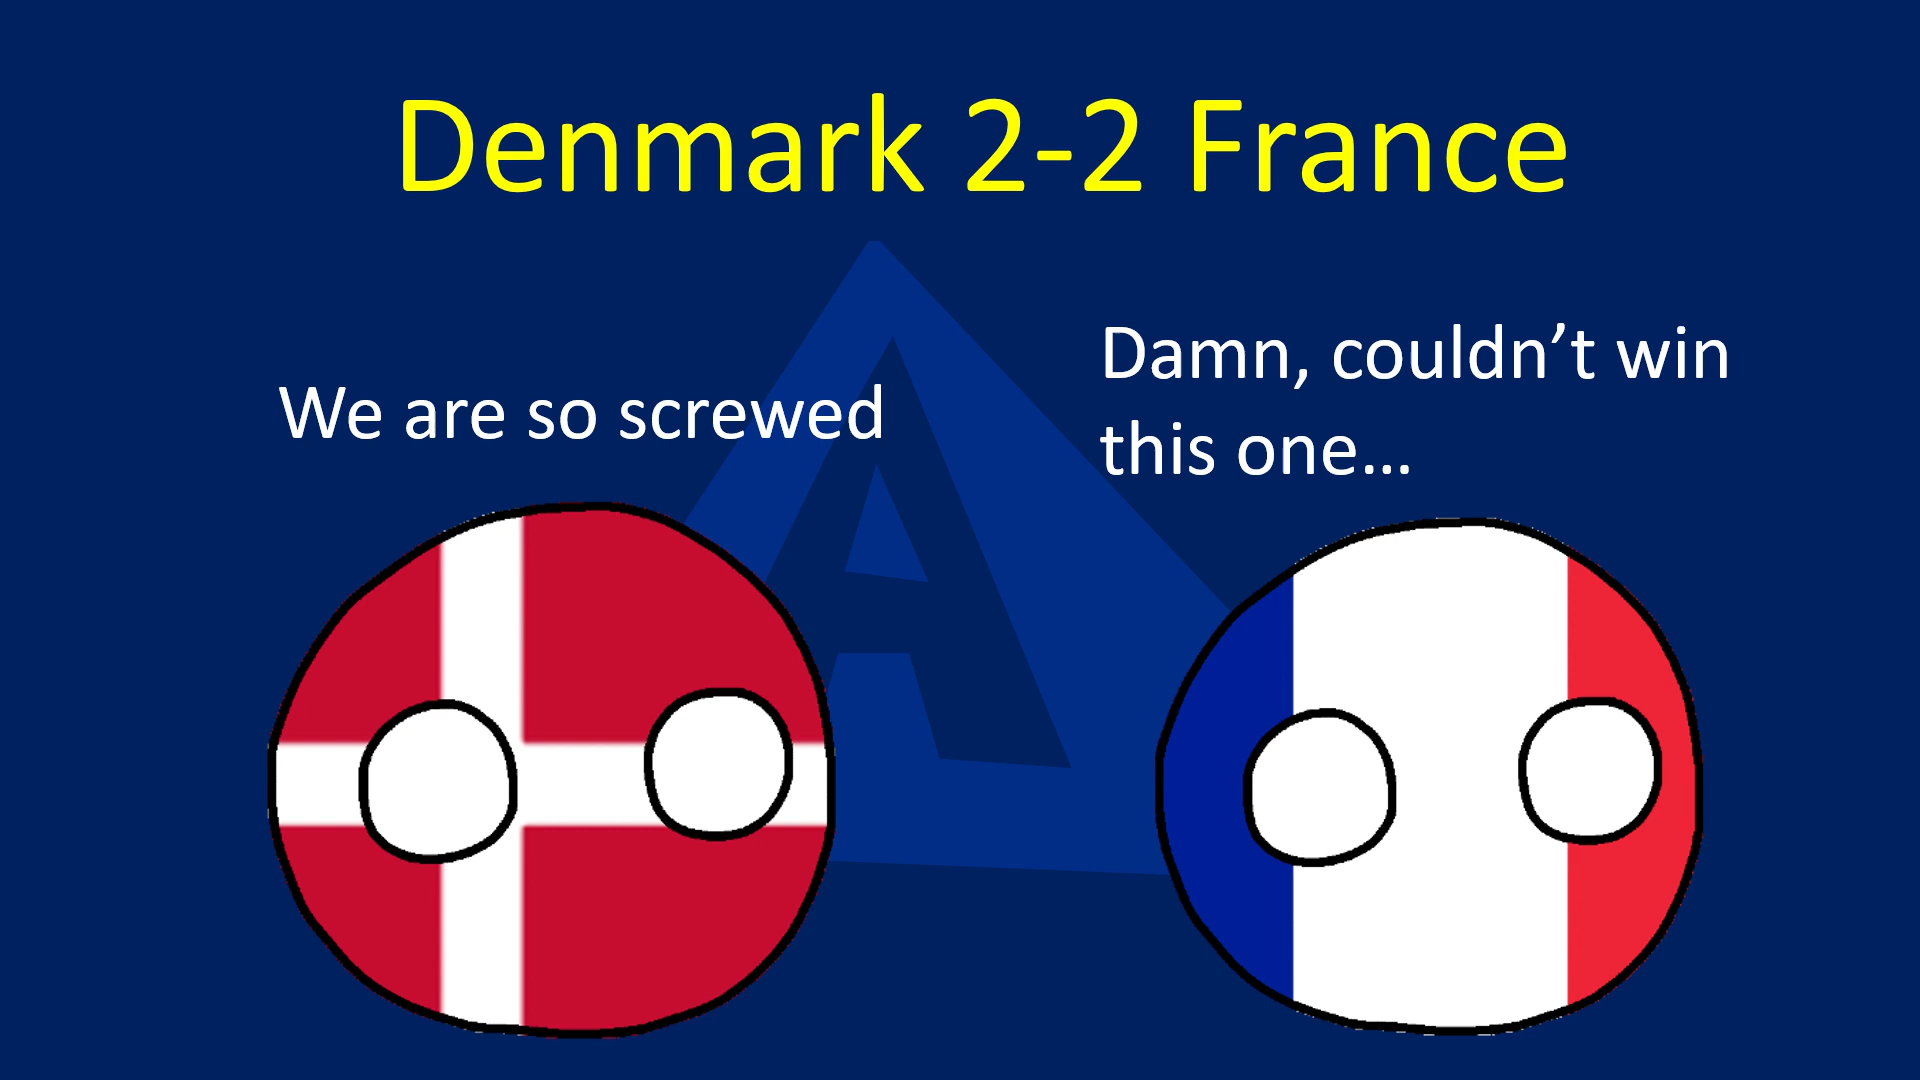 Denmark 2-2 France
We are so screwed
Damn, couldn’t win
this one...
A